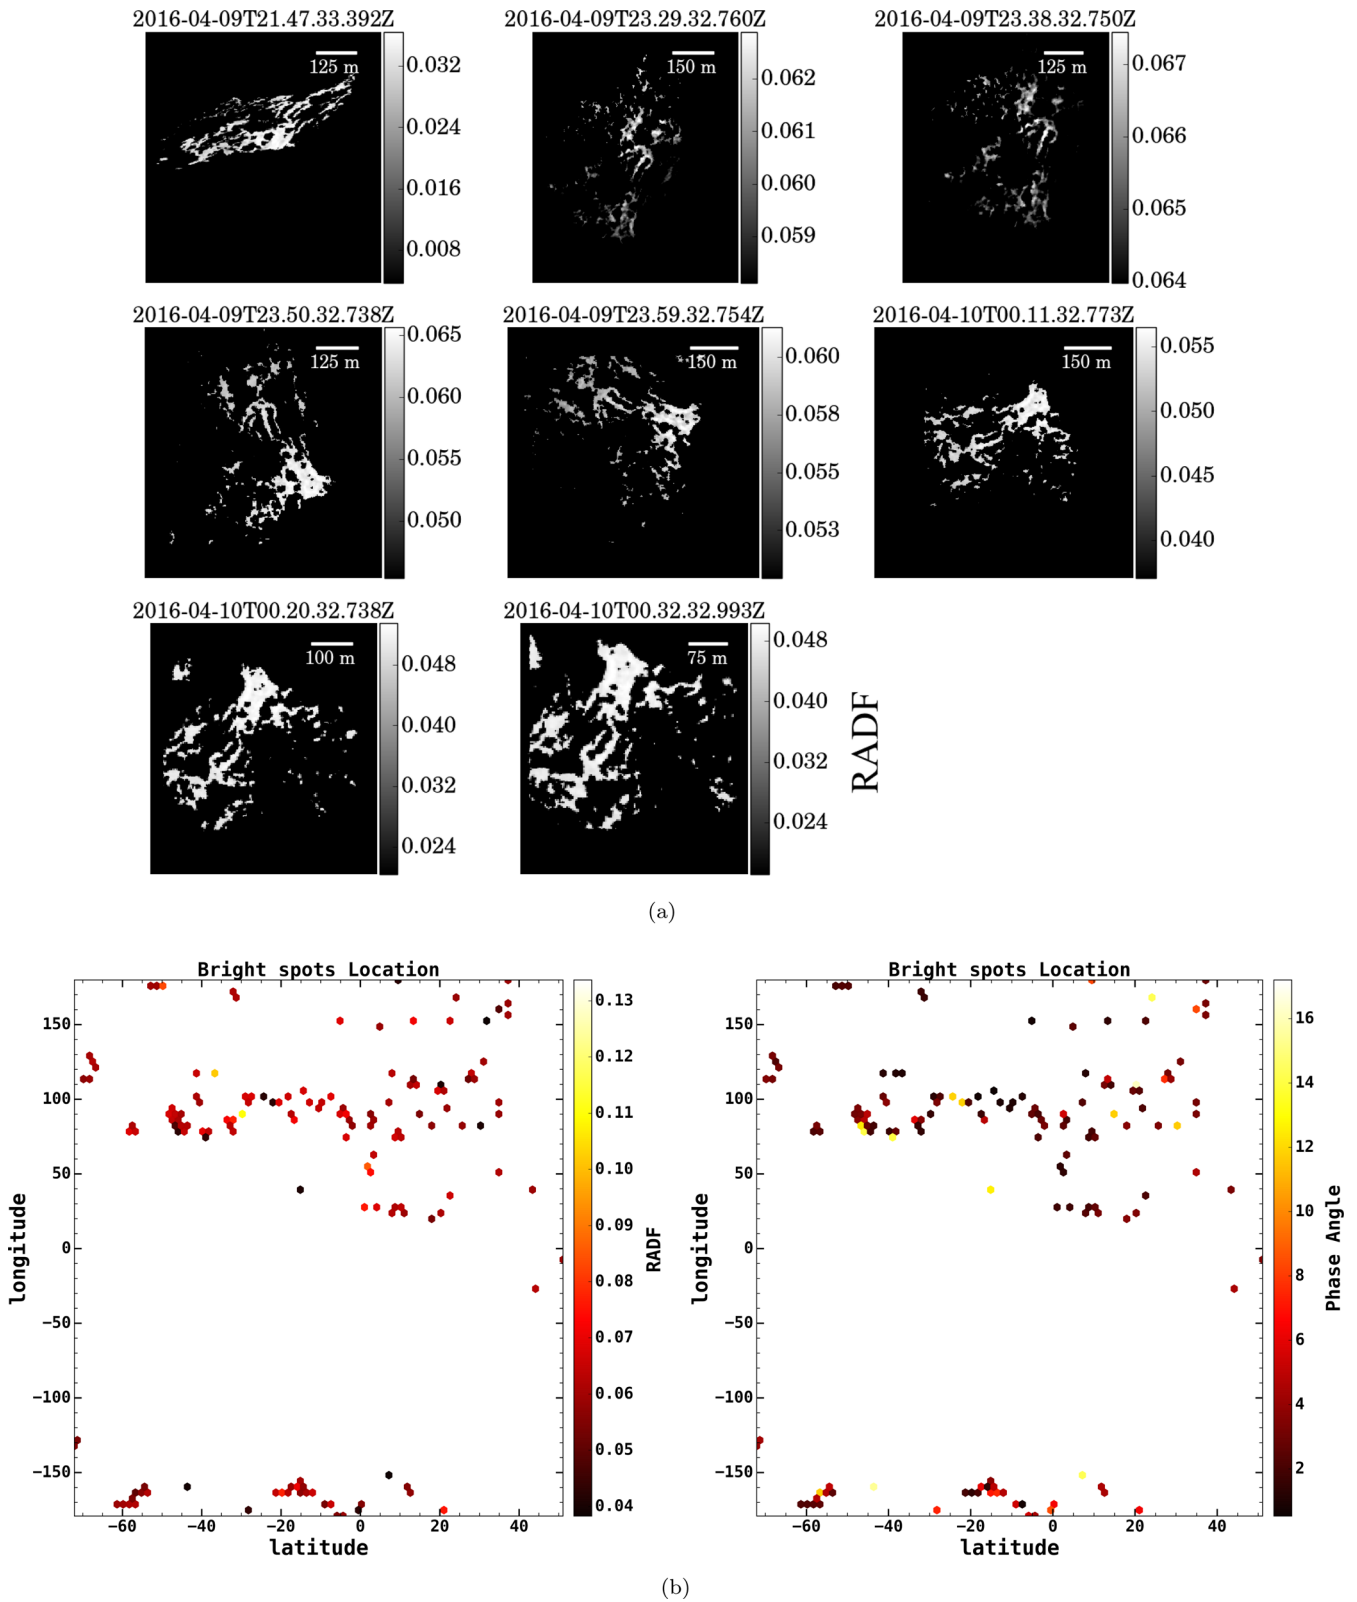 2016-04-09T21.47.33.392Z
125 m
0.032
0.024
0.016
0.008
2016-04-09T23.29.32.760Z
150 m
0.062
0.061
0.060
0.059
2016-04-09T23.38.32.750Z
125 m
0.067
0.066
0.065
0.064
2016-04-09T23.50.32.738Z
125 m
0.065
0.060
0.055
0.050
2016-04-09T23.59.32.754Z
150 m
0.060
0.058
0.055
0.053
2016-04-10T00.11.32.773Z
150 m
0.055
0.050
0.045
0.040
2016-04-10T00.20.32.738Z
100 m
0.048
0.040
0.032
0.024
2016-04-10T00.32.32.993Z
75 m
0.048
0.040
0.032
0.024
RADF
(a)
Bright spots Location
150
100
50
0
−50
−100
−150
longitude
−60 −40 −20 0 20 40
latitude
0.13
0.12
0.11
0.10
0.09
0.08
0.07
0.06
0.05
0.04
RADF
Bright spots Location
150
100
50
0
−50
−100
−150
longitude
−60 −40 −20 0 20 40
latitude
16
14
12
10
8
6
4
2
Phase Angle
(b)